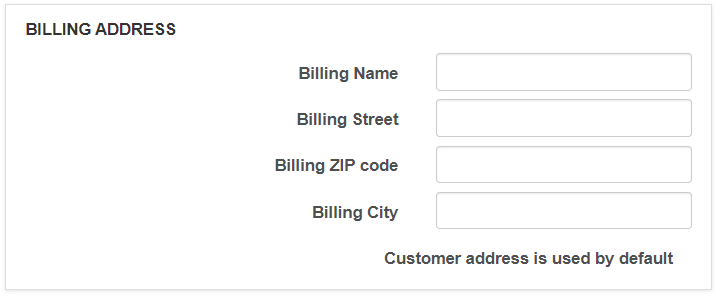 BILLING ADDRESS
Billing Name
Billing Street
Billing ZIP code
Billing City
Customer address is used by default